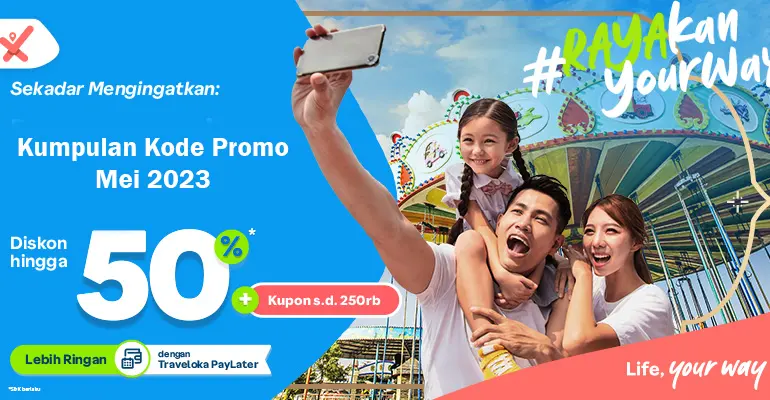 #RAYAkan
yourway
Sekadar Mengingatkan:
Kumpulan Kode Promo
Mei 2023
Diskon
hingga
50%*
+ Kupon s.d. 250rb
Lebih Ringan
dengan
Traveloka PayLater
*S&K berlaku
Life, your way